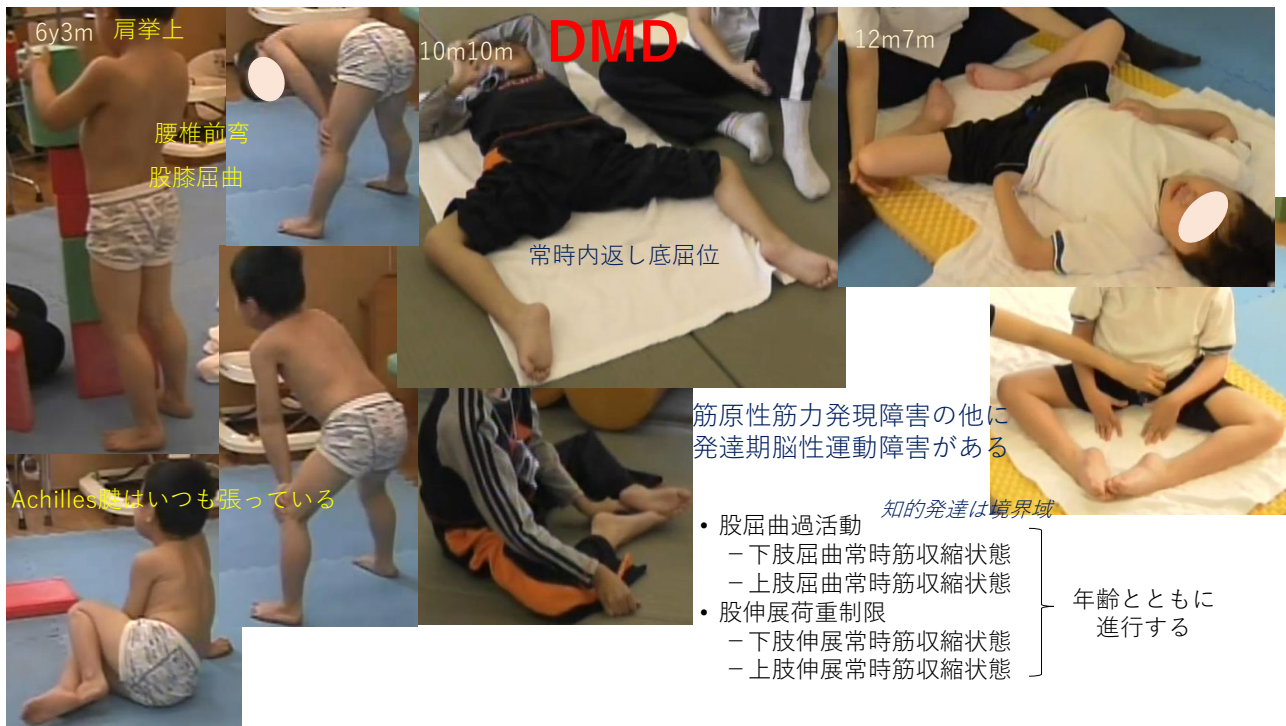 DMD
6y3m
肩挙上
10m10m
12m7m
腰椎前弯
股膝屈曲
常時内返し底屈位
Achilles腱はいつも張っている
筋原性筋力発現障害の他に
発達期脳性運動障害がある
知的発達は境界域
• 股屈曲過活動
－下肢屈曲常時筋収縮状態
－上肢屈曲常時筋収縮状態
• 股伸展荷重制限
－下肢伸展常時筋収縮状態
－上肢伸展常時筋収縮状態
年齢とともに
進行する